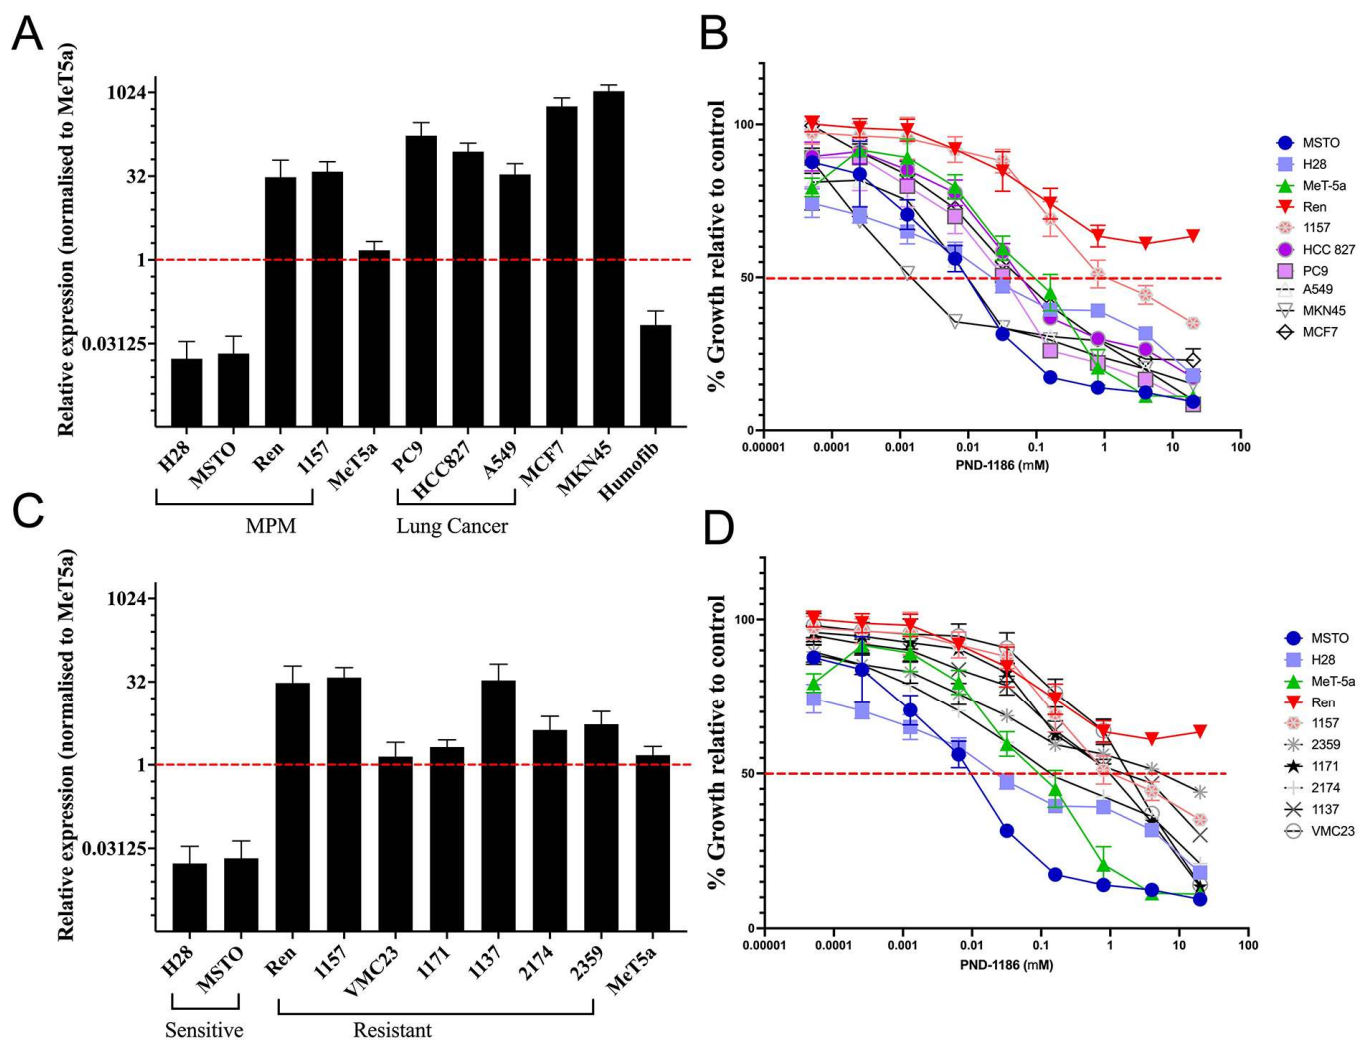 A
Relative expression (normalised to MeT5a)
1024
32
1
0.03125
H28
MSTO
Ren
1157
MeT5a
PC9
HCC827
A549
MCF7
MKN45
Humofib
MPM
Lung Cancer
B
% Growth relative to control
100
50
0
0.00001
0.0001
0.001
0.01
0.1
1
10
100
PND-1186 (mM)
MSTO
H28
MeT-5a
Ren
1157
HCC 827
PC9
A549
MKN45
MCF7
C
Relative expression (normalised to MeT5a)
1024
32
1
0.03125
H28
MSTO
Ren
1157
VMC23
1171
1137
2174
2359
MeT5a
Sensitive
Resistant
D
% Growth relative to control
100
50
0
0.00001
0.0001
0.001
0.01
0.1
1
10
100
PND-1186 (mM)
MSTO
H28
MeT-5a
Ren
1157
2359
1171
2174
1137
VMC23